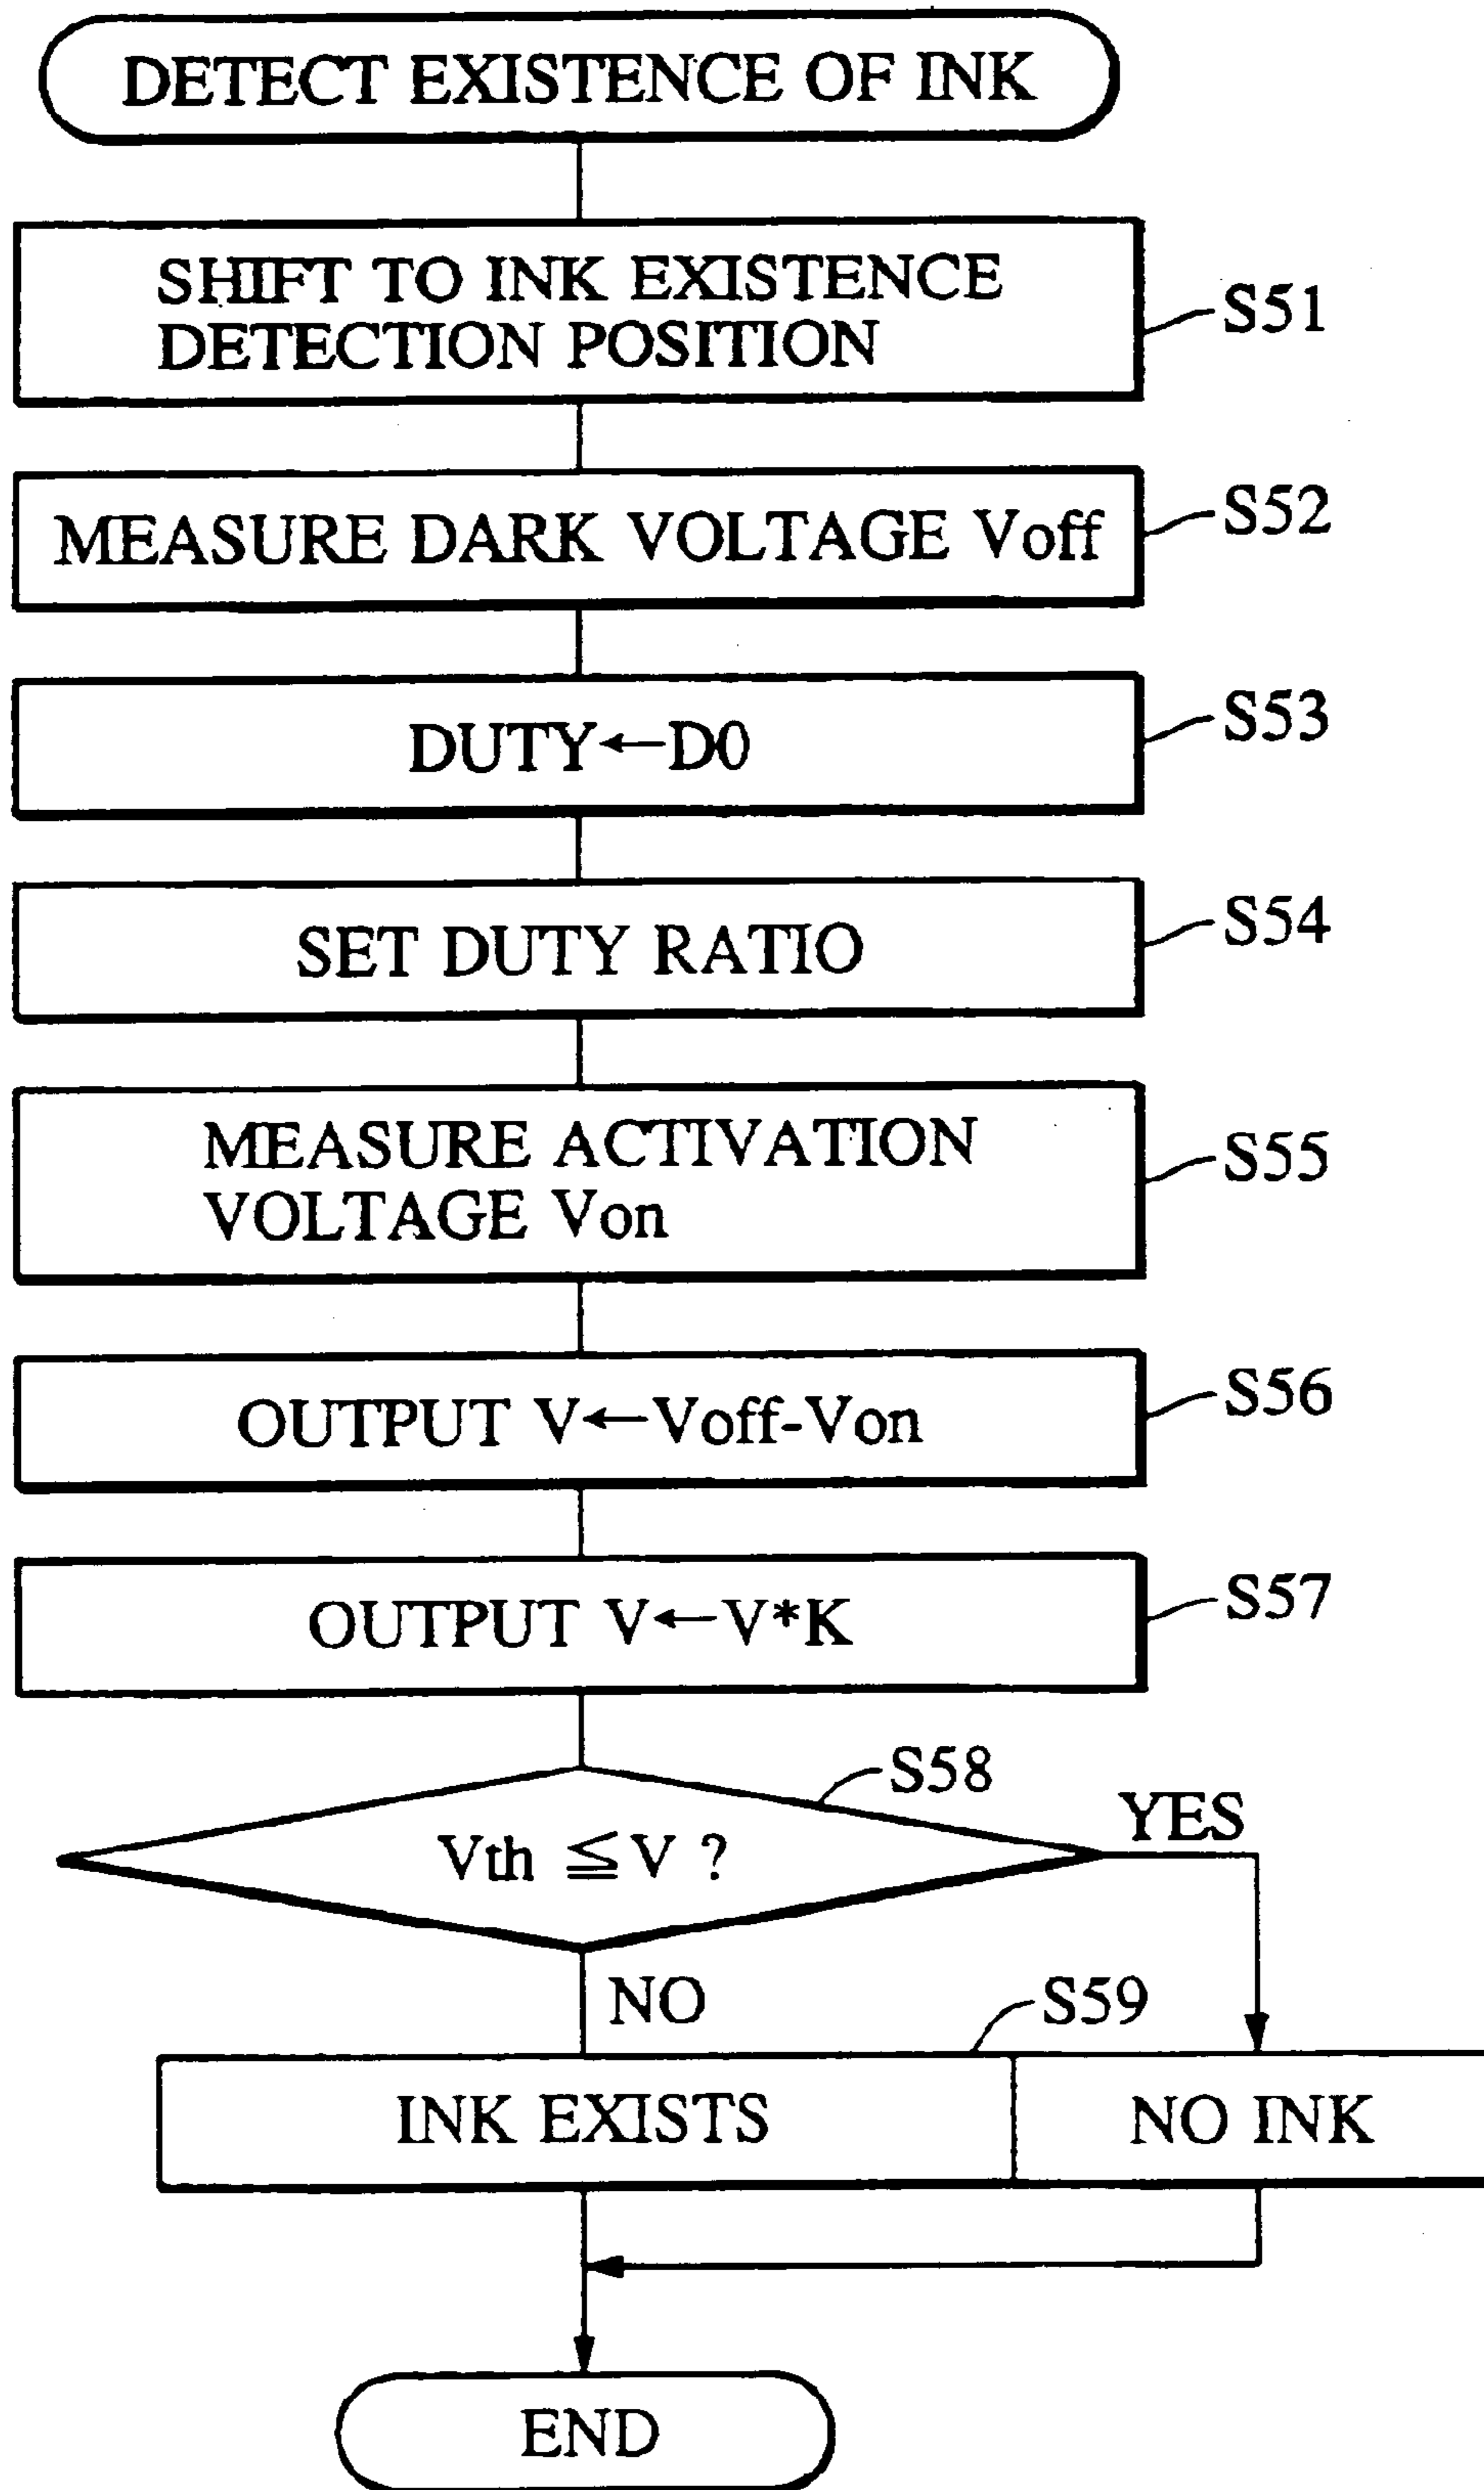 DETECT EXISTENCE OF INK
SHIFT TO INK EXISTENCE
DETECTION POSITION
S51
MEASURE DARK VOLTAGE Voff
S52
DUTY←D0
S53
SET DUTY RATIO
S54
MEASURE ACTIVATION
VOLTAGE Von
S55
OUTPUT V←Voff-Von
S56
OUTPUT V←V*K
S57
S58
Vth ≦V ?
YES
NO
S59
INK EXISTS
NO INK
END